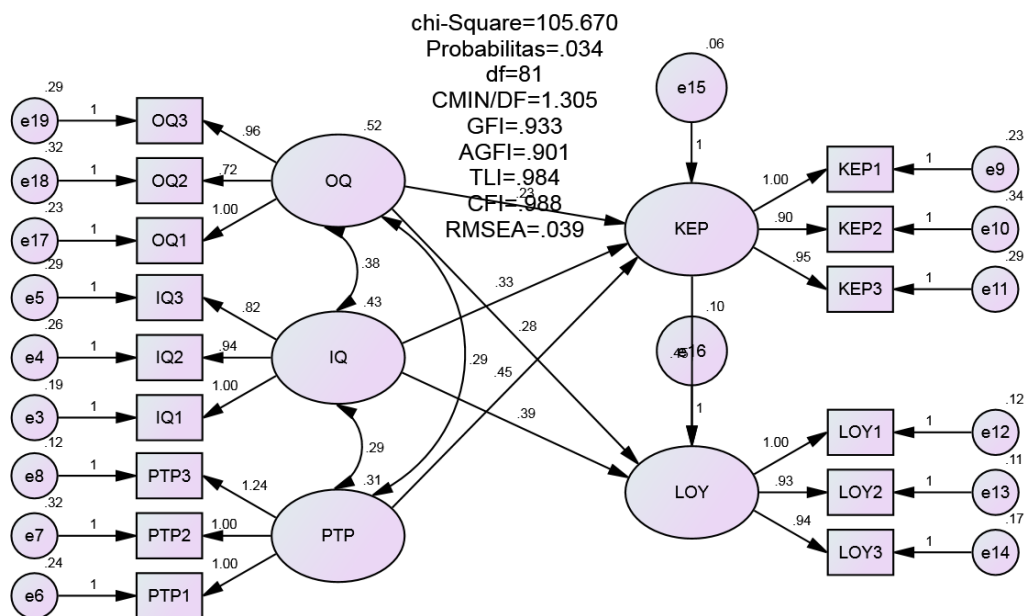 chi-Square=105.670
Probabilitas=.034
df=81
CMIN/DF=1.305
GFI=.933
AGFI=.901
TLI=.984
CFI=.988
RMSEA=.039
.29
e19
1
OQ3
.96
.32
e18
1
OQ2
.72
.23
e17
1
OQ1
1.00
.52
OQ
.29
e5
1
IQ3
.82
.26
e4
1
IQ2
.94
.19
e3
1
IQ1
1.00
.43
IQ
.12
e8
1
PTP3
1.24
.32
e7
1
PTP2
1.00
.24
e6
1
PTP1
1.00
.31
PTP
.38
.29
.29
.23
.33
.28
.45
.39
.06
e15
1
KEP
1.00
KEP1
1
e9
.23
.90
KEP2
1
e10
.34
.95
KEP3
1
e11
.29
.10
e16
.45
1
LOY
1.00
LOY1
1
e12
.12
.93
LOY2
1
e13
.11
.94
LOY3
1
e14
.17